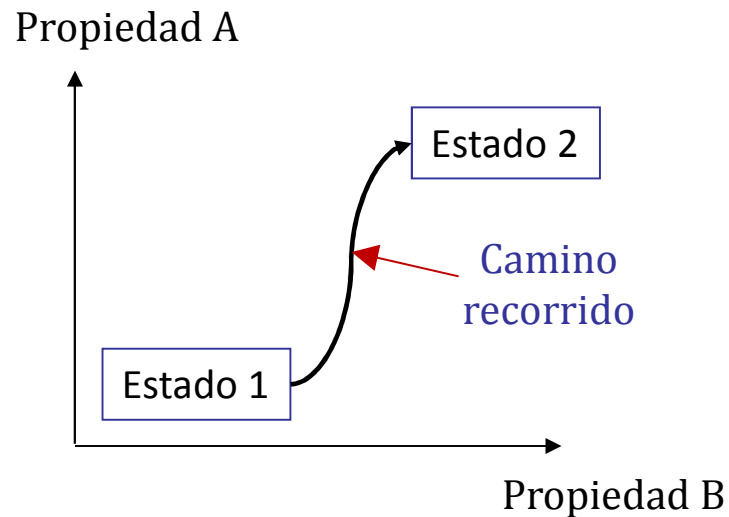 Propiedad A
Estado 2
Camino
recorrido
Estado 1
Propiedad B